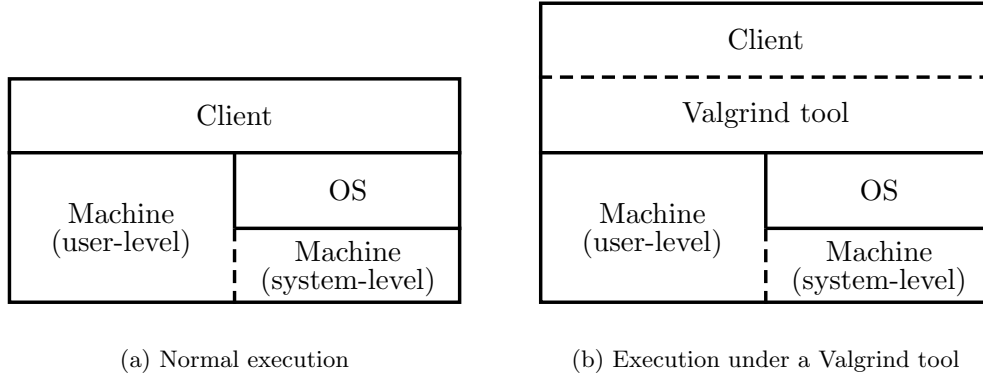 Client
OS
Machine
(user-level)
Machine
(system-level)
(a) Normal execution
Client
Valgrind tool
OS
Machine
(user-level)
Machine
(system-level)
(b) Execution under a Valgrind tool